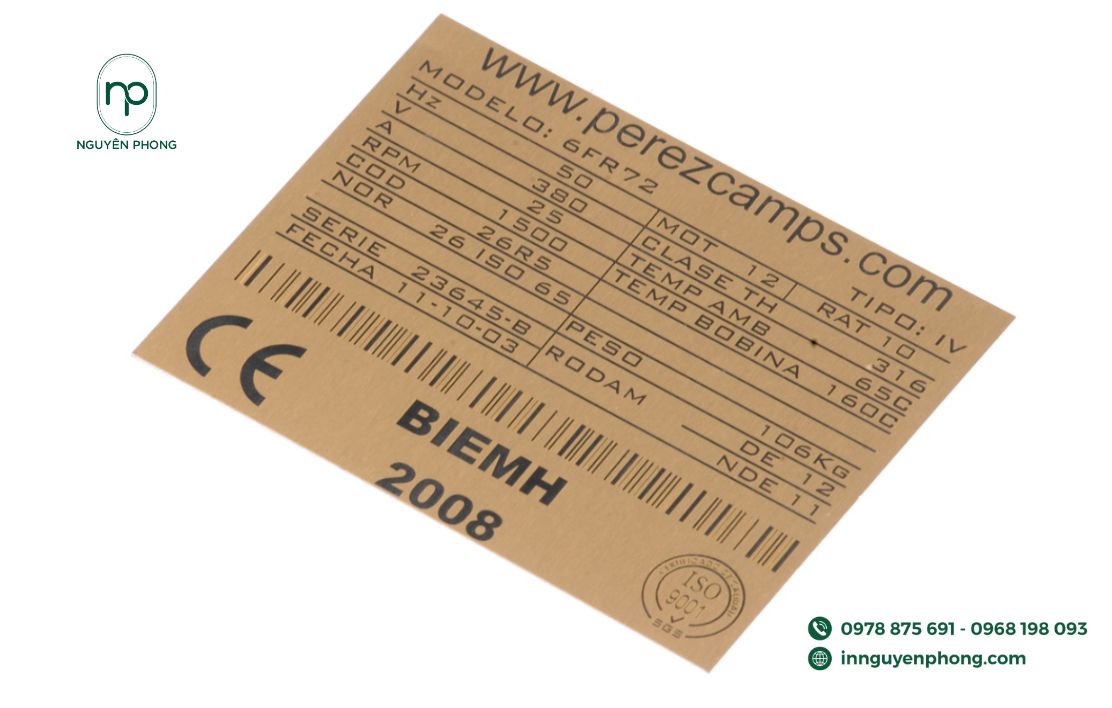 np
NGUYÊN PHONG
www.perezcamps.com
MODELO: 6FR72 TIPO: IV
Hz 50 MOT 12 RAT 10
V 380 CLASE TH 316
A 25 TEMP AMB 65C
RPM 1500 TEMP BOBINA 160C
COD 26R5
NOR 26 ISO 65
SERIE 23645-B PESO 106KG
FECHA 11-10-03 RODAM DE 12
NDE 11
CE
BIEMH
2008
ISO
9001
SGS
0978 875 691 - 0968 198 093
innguyenphong.com